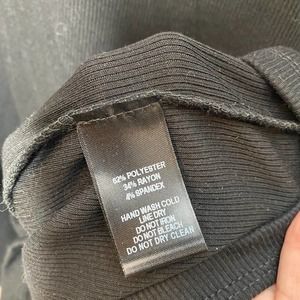 62% POLYESTER
34% RAYON
4% SPANDEX
HAND WASH COLD
LINE DRY
DO NOT IRON
DO NOT BLEACH
DO NOT DRY CLEAN